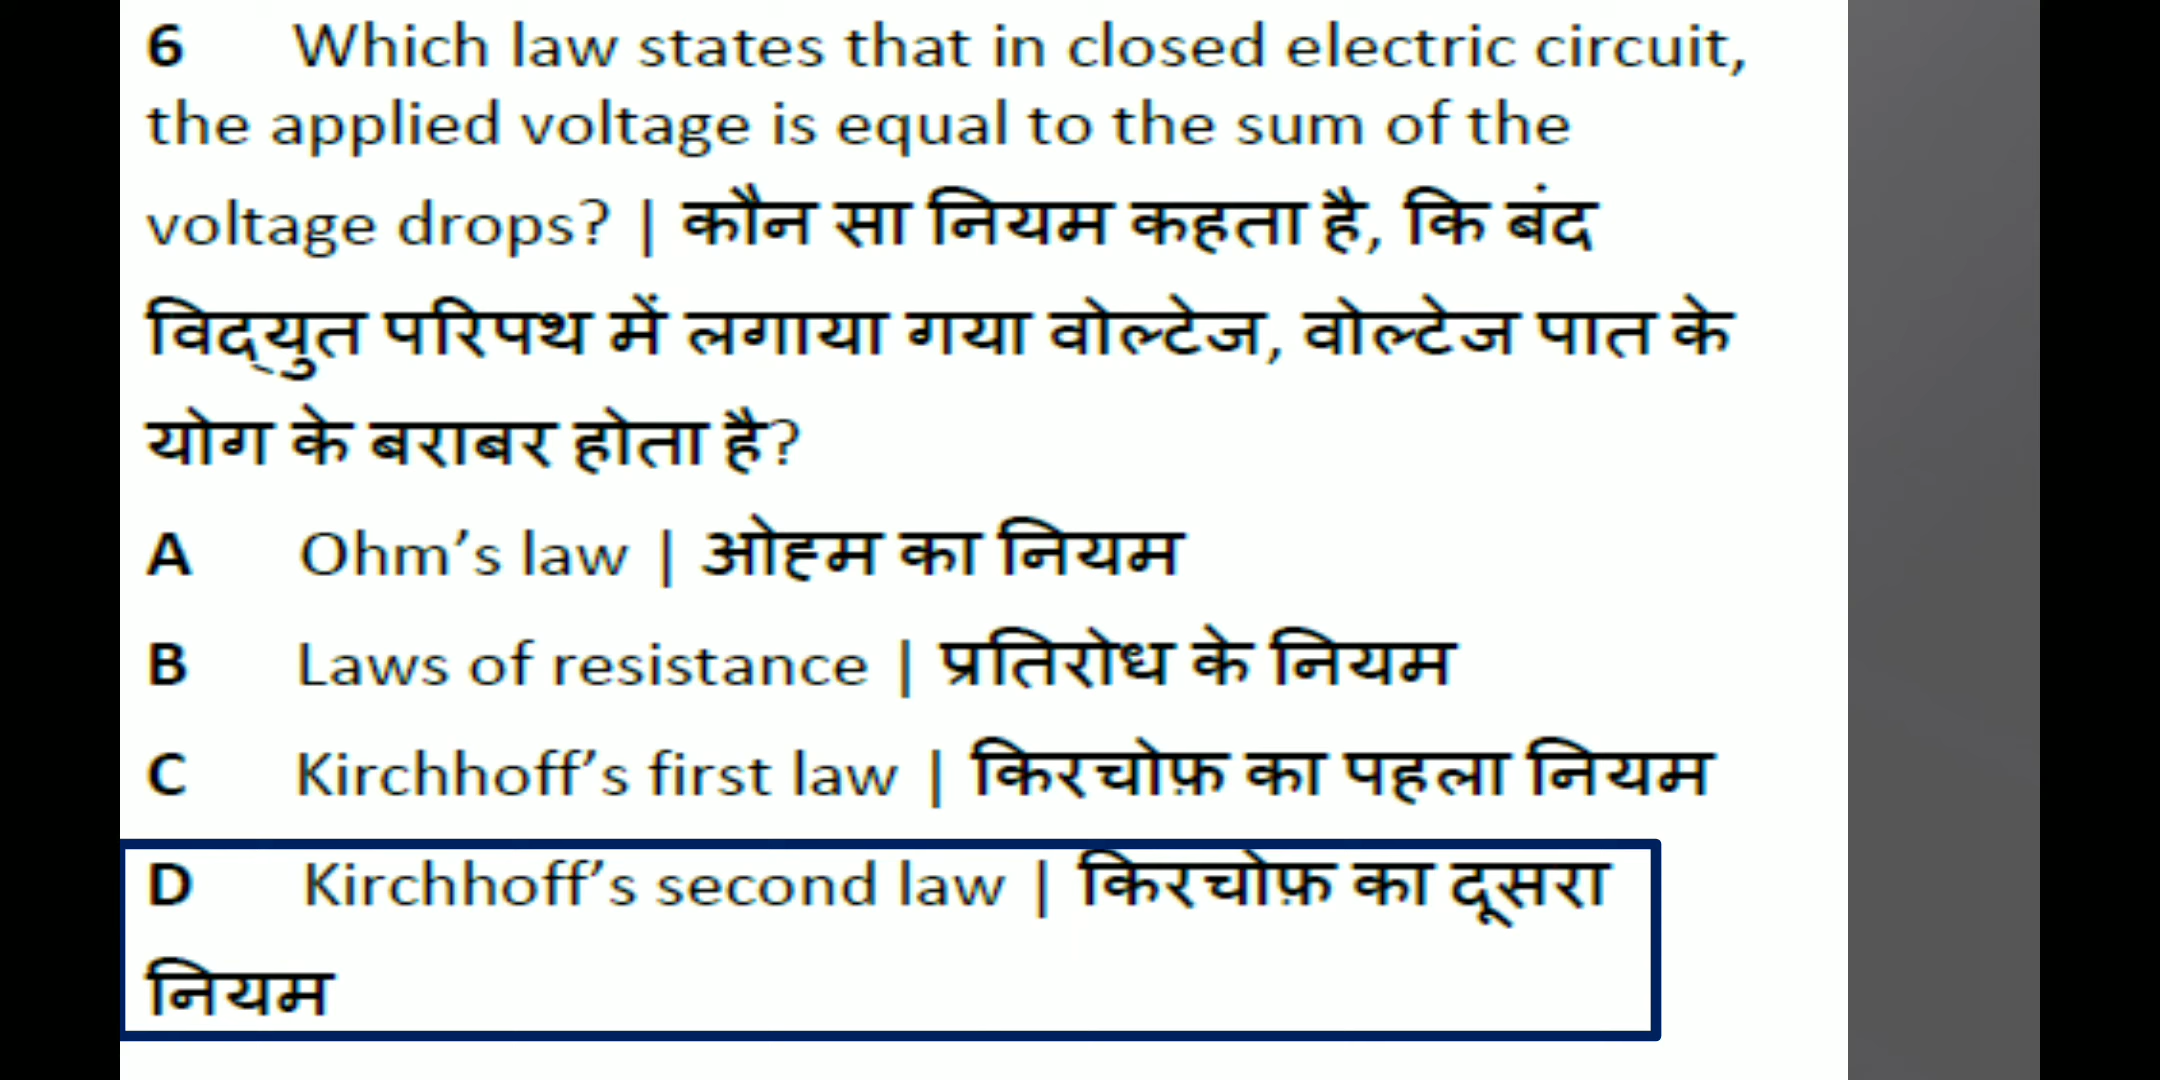 6 Which law states that in closed electric circuit,
the applied voltage is equal to the sum of the
voltage drops? | कौन सा नियम कहता है, कि बंद
विद्युत परिपथ में लगाया गया वोल्टेज, वोल्टेज पात के
योग के बराबर होता है?
A Ohm’s law | ओह्म का नियम
B Laws of resistance | प्रतिरोध के नियम
C Kirchhoff’s first law | किरचोफ़ का पहला नियम
D Kirchhoff’s second law | किरचोफ़ का दूसरा
नियम